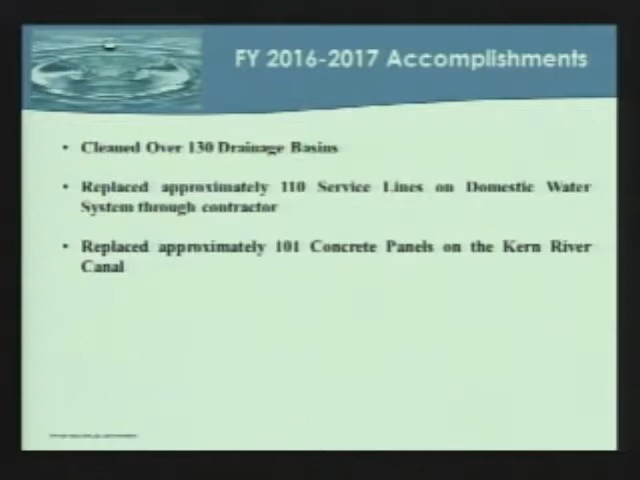 FY 2016-2017 Accomplishments
• Cleaned Over 130 Drainage Basins
• Replaced approximately 110 Service Lines on Domestic Water
System through contractor
• Replaced approximately 101 Concrete Panels on the Kern River
Canal